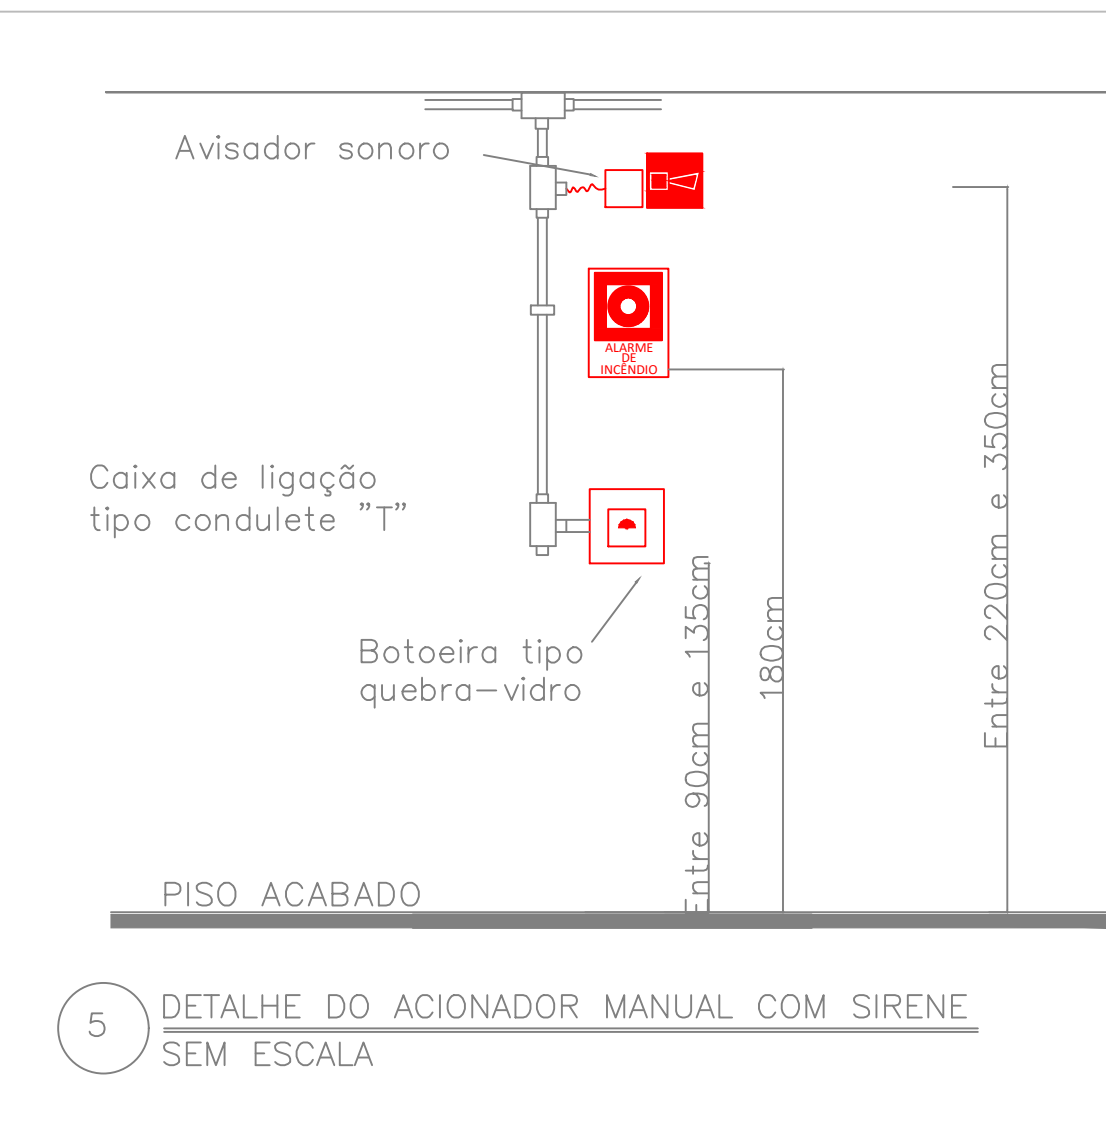 Avisador sonoro
ALARME
DE
INCÊNDIO
Caixa de ligação
tipo condulete "T"
Botoeira tipo
quebra-vidro
Entre 90cm e 135cm
180cm
Entre 220cm e 350cm
PISO ACABADO
5
DETALHE DO ACIONADOR MANUAL COM SIRENE
SEM ESCALA